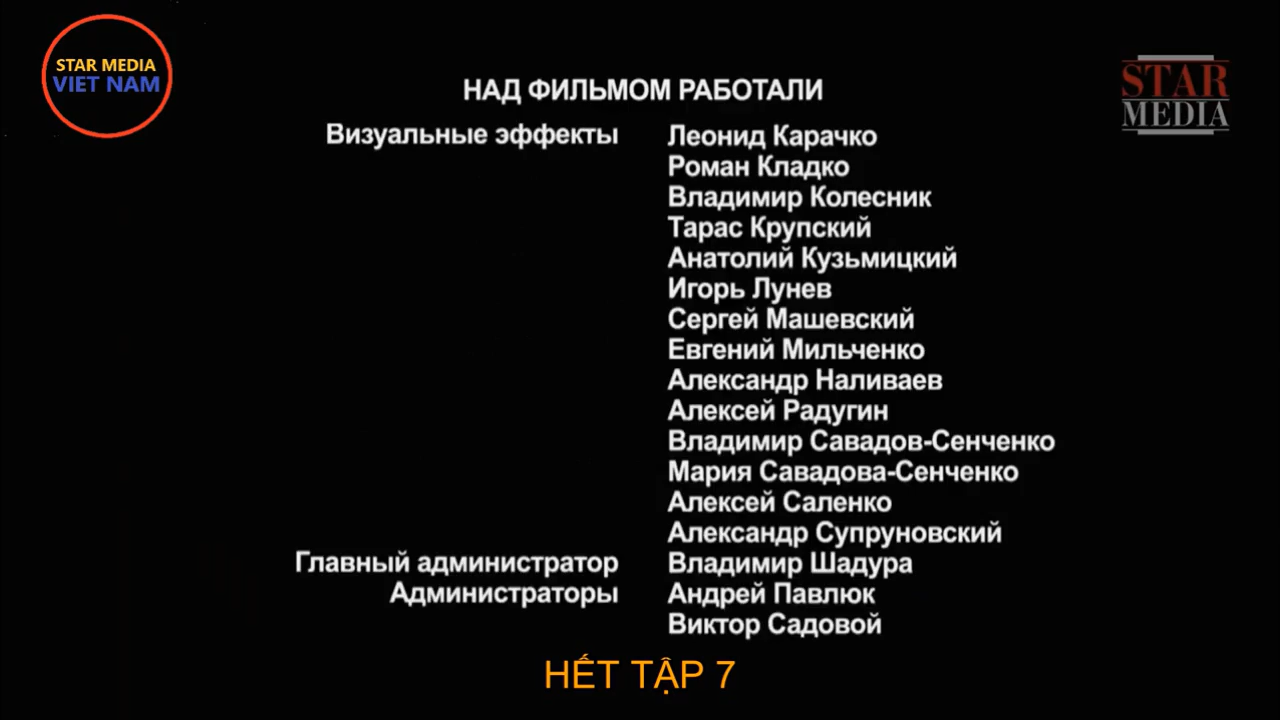 STAR MEDIA
VIET NAM
STAR
MEDIA
НАД ФИЛЬМОМ РАБОТАЛИ
Визуальные эффекты Леонид Карачко
Роман Кладко
Владимир Колесник
Тарас Крупский
Анатолий Кузьмицкий
Игорь Лунев
Сергей Машевский
Евгений Мильченко
Александр Наливаев
Алексей Радугин
Владимир Савадов-Сенченко
Мария Савадова-Сенченко
Алексей Саленко
Александр Супруновский
Главный администратор Владимир Шадура
Администраторы Андрей Павлюк
Виктор Садовой
HẾT TẬP 7